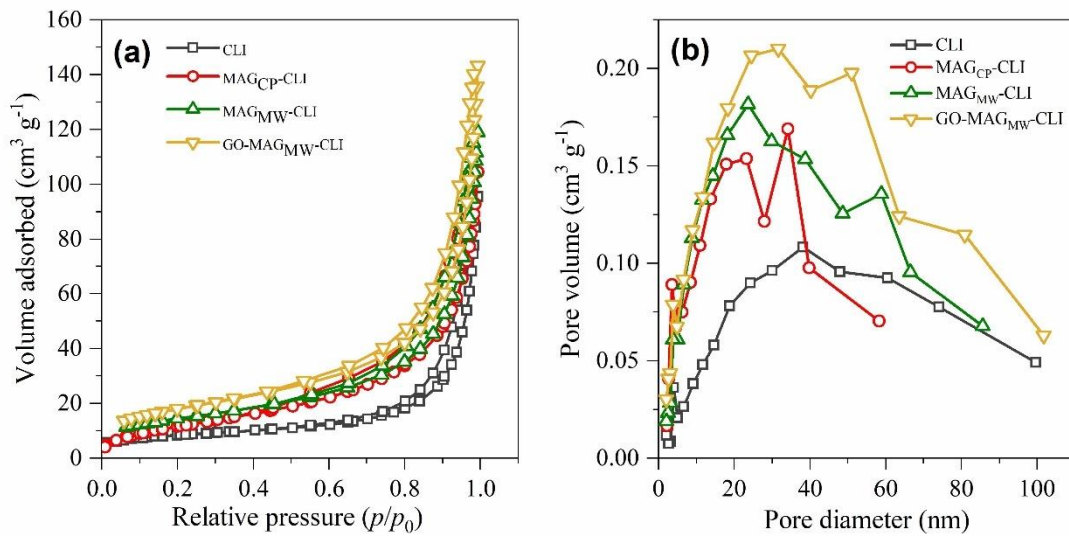 (a)
CLI
MAGCP-CLI
MAGMW-CLI
GO-MAGMW-CLI
Volume adsorbed (cm³ g⁻¹)
160
140
120
100
80
60
40
20
0
0.0 0.2 0.4 0.6 0.8 1.0
Relative pressure (p/p₀)
(b)
CLI
MAGCP-CLI
MAGMW-CLI
GO-MAGMW-CLI
Pore volume (cm³ g⁻¹)
0.20
0.15
0.10
0.05
0.00
0 20 40 60 80 100
Pore diameter (nm)